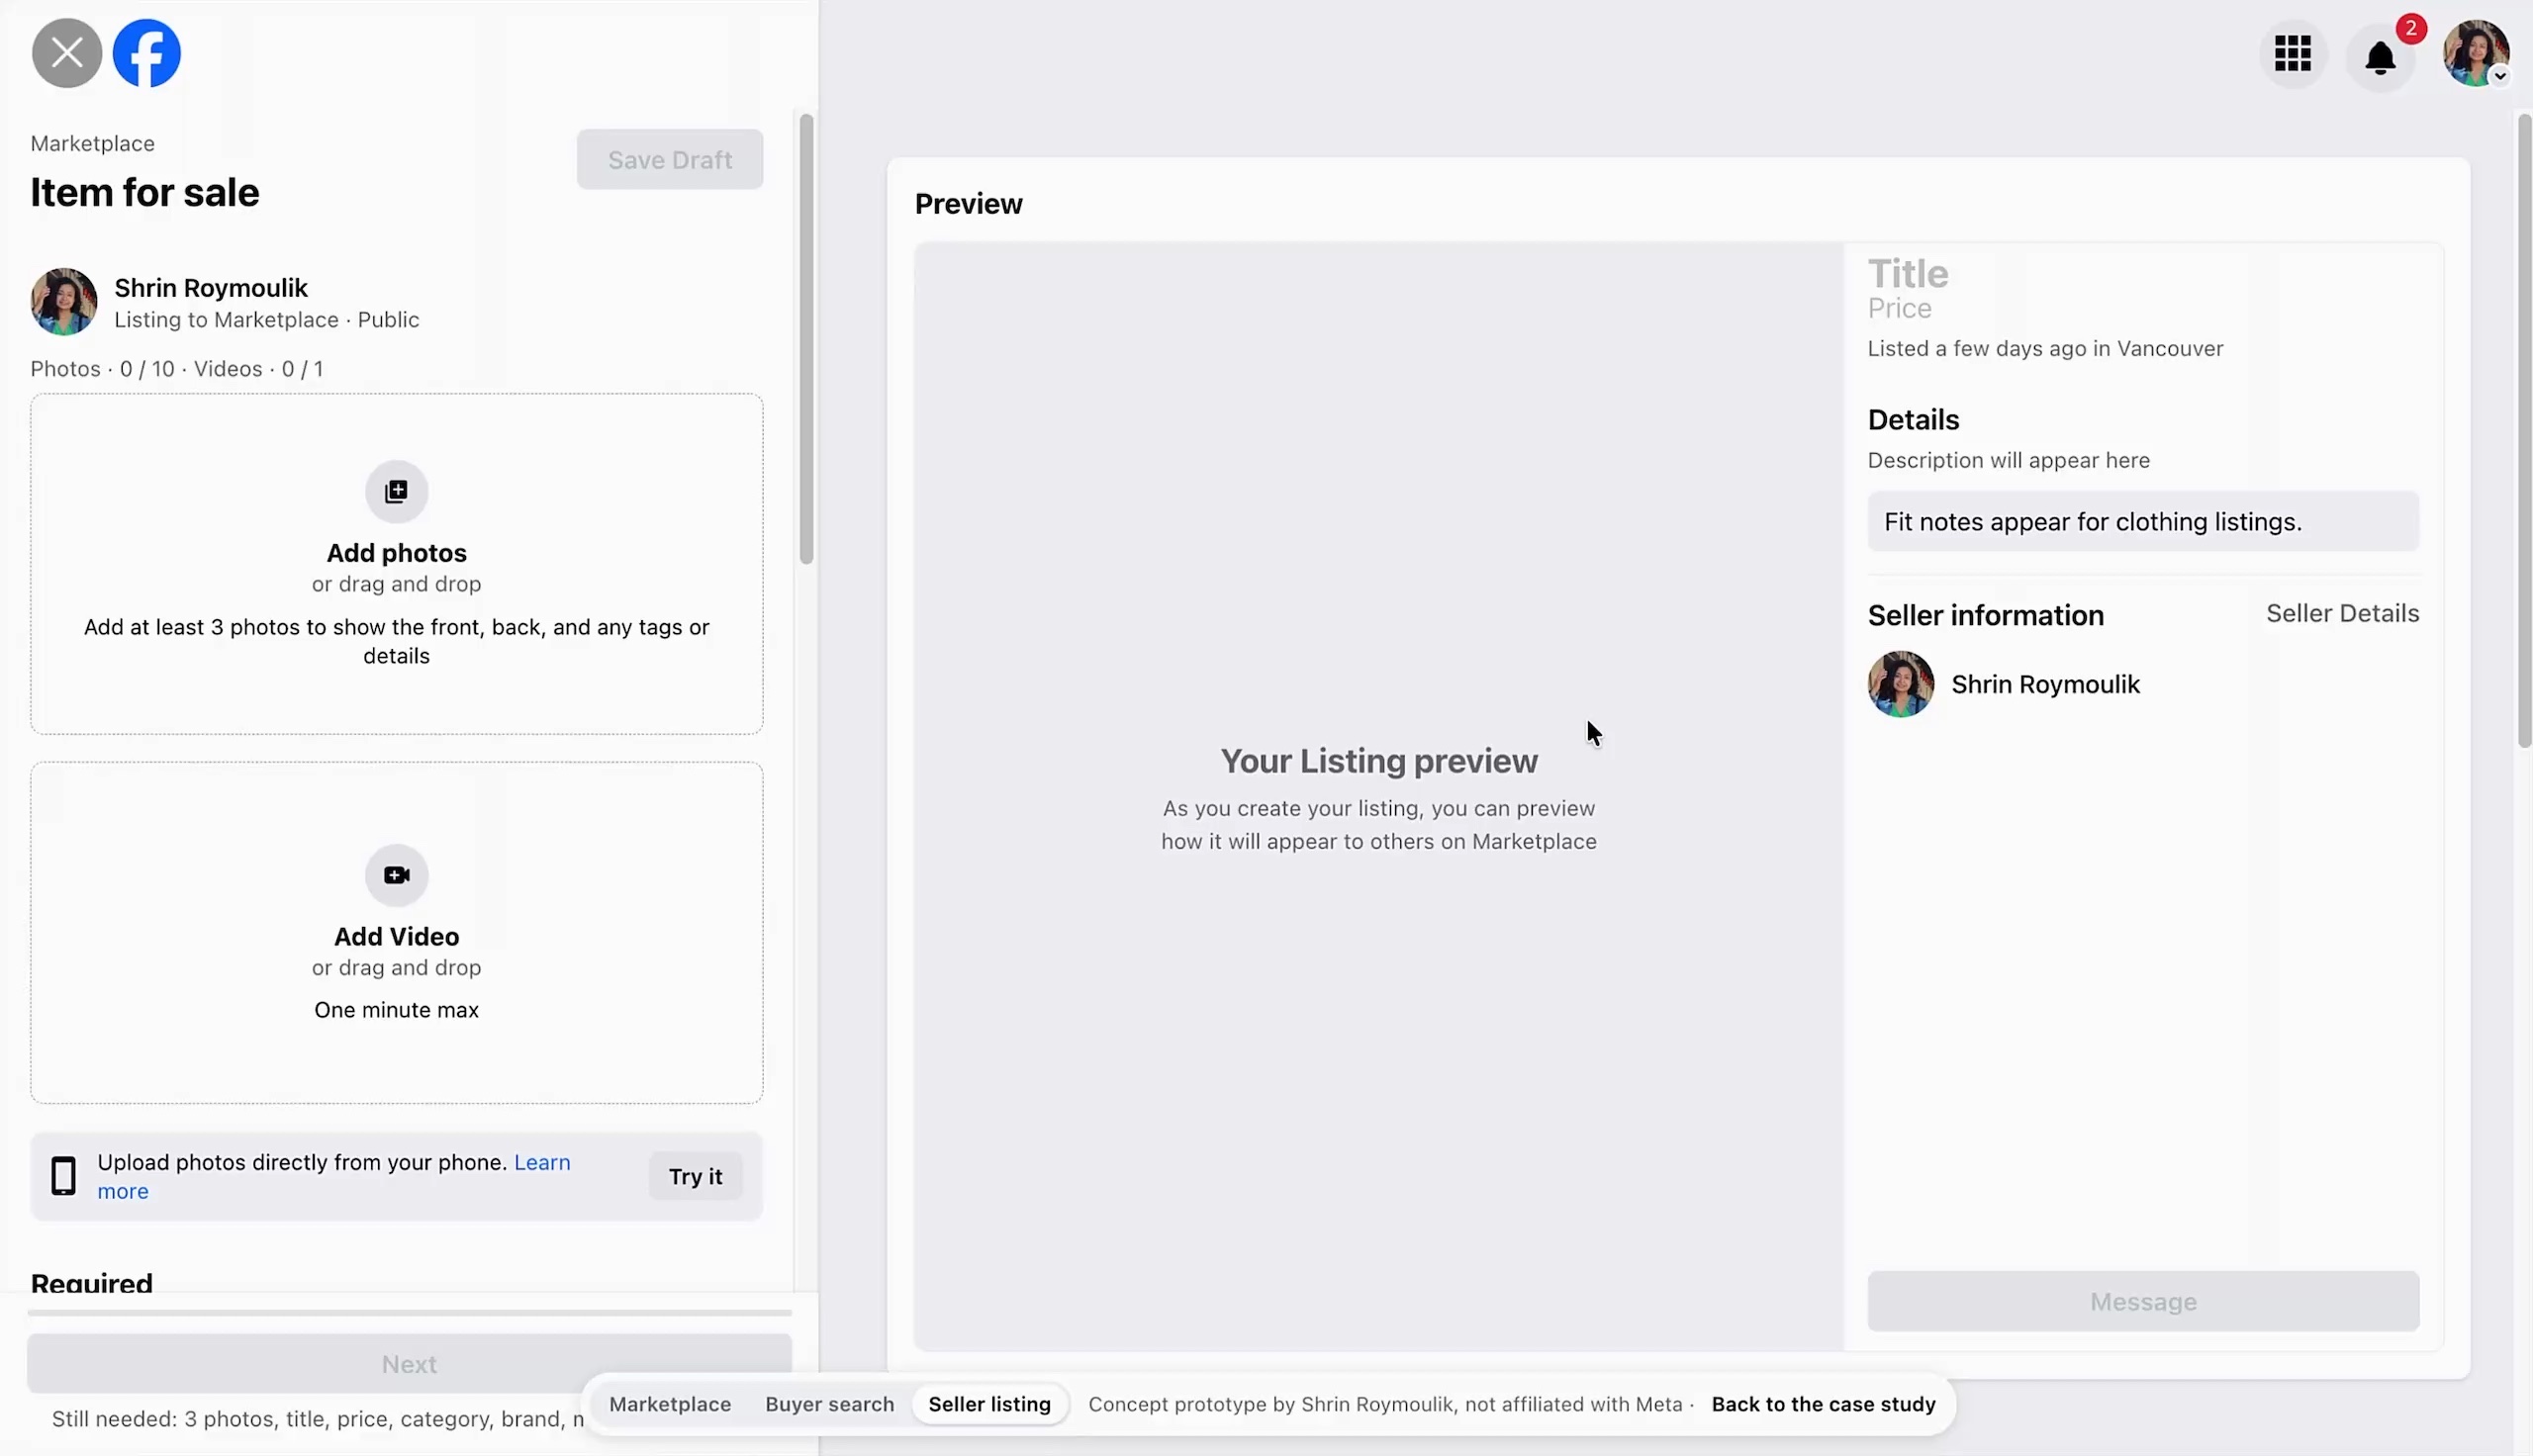 2
Marketplace
Save Draft
Item for sale
Shrin Roymoulik
Listing to Marketplace · Public
Photos · 0 / 10 · Videos · 0 / 1
Add photos
or drag and drop
Add at least 3 photos to show the front, back, and any tags or
details
Add Video
or drag and drop
One minute max
Upload photos directly from your phone. Learn
more
Try it
Required
Next
Still needed: 3 photos, title, price, category, brand,
Preview
Your Listing preview
As you create your listing, you can preview
how it will appear to others on Marketplace
Title
Price
Listed a few days ago in Vancouver
Details
Description will appear here
Fit notes appear for clothing listings.
Seller information
Seller Details
Shrin Roymoulik
Message
Marketplace
Buyer search
Seller listing
Concept prototype by Shrin Roymoulik, not affiliated with Meta ·
Back to the case study